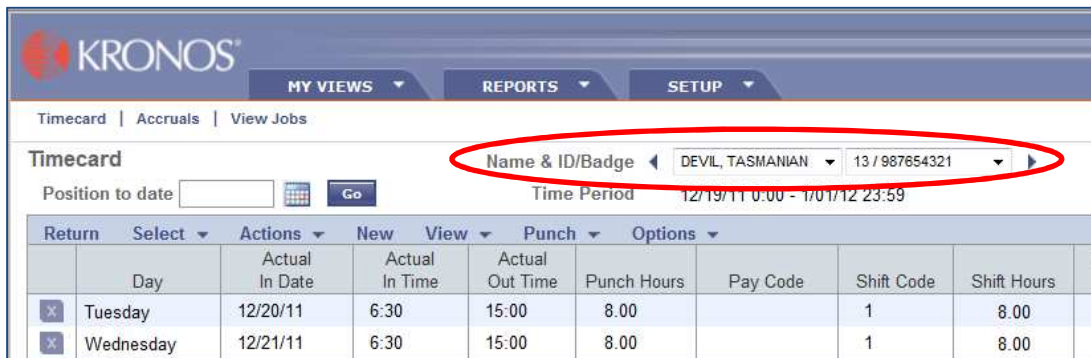 KRONOS®
MY VIEWS REPORTS SETUP
Timecard | Accruals | View Jobs
Timecard Name & ID/Badge DEVIL, TASMANIAN 13 / 987654321
Position to date Go Time Period 12/19/11 0:00 - 1/01/12 23:59
Return Select Actions New View Punch Options
Day Actual In Date Actual In Time Actual Out Time Punch Hours Pay Code Shift Code Shift Hours
x Tuesday 12/20/11 6:30 15:00 8.00 1 8.00
x Wednesday 12/21/11 6:30 15:00 8.00 1 8.00